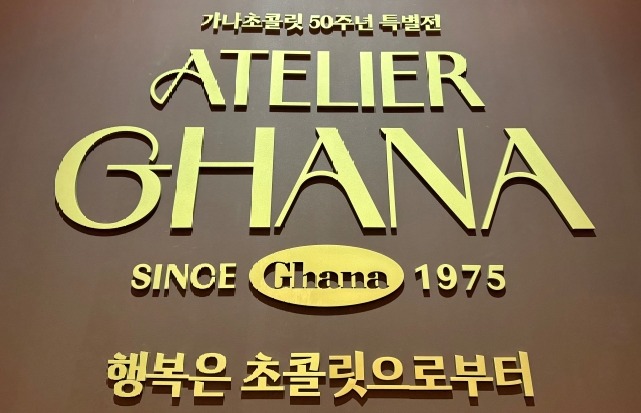 가나초콜릿 50주년 특별전
ATELIER
GHANA
SINCE Ghana 1975
행복은 초콜릿으로부터